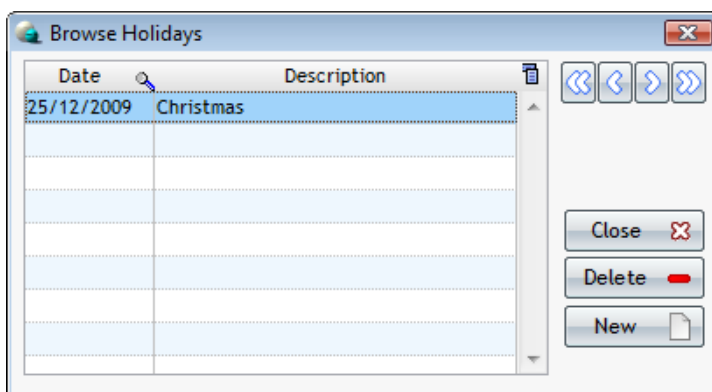 Browse Holidays
Date Description
25/12/2009 Christmas
Close
Delete
New